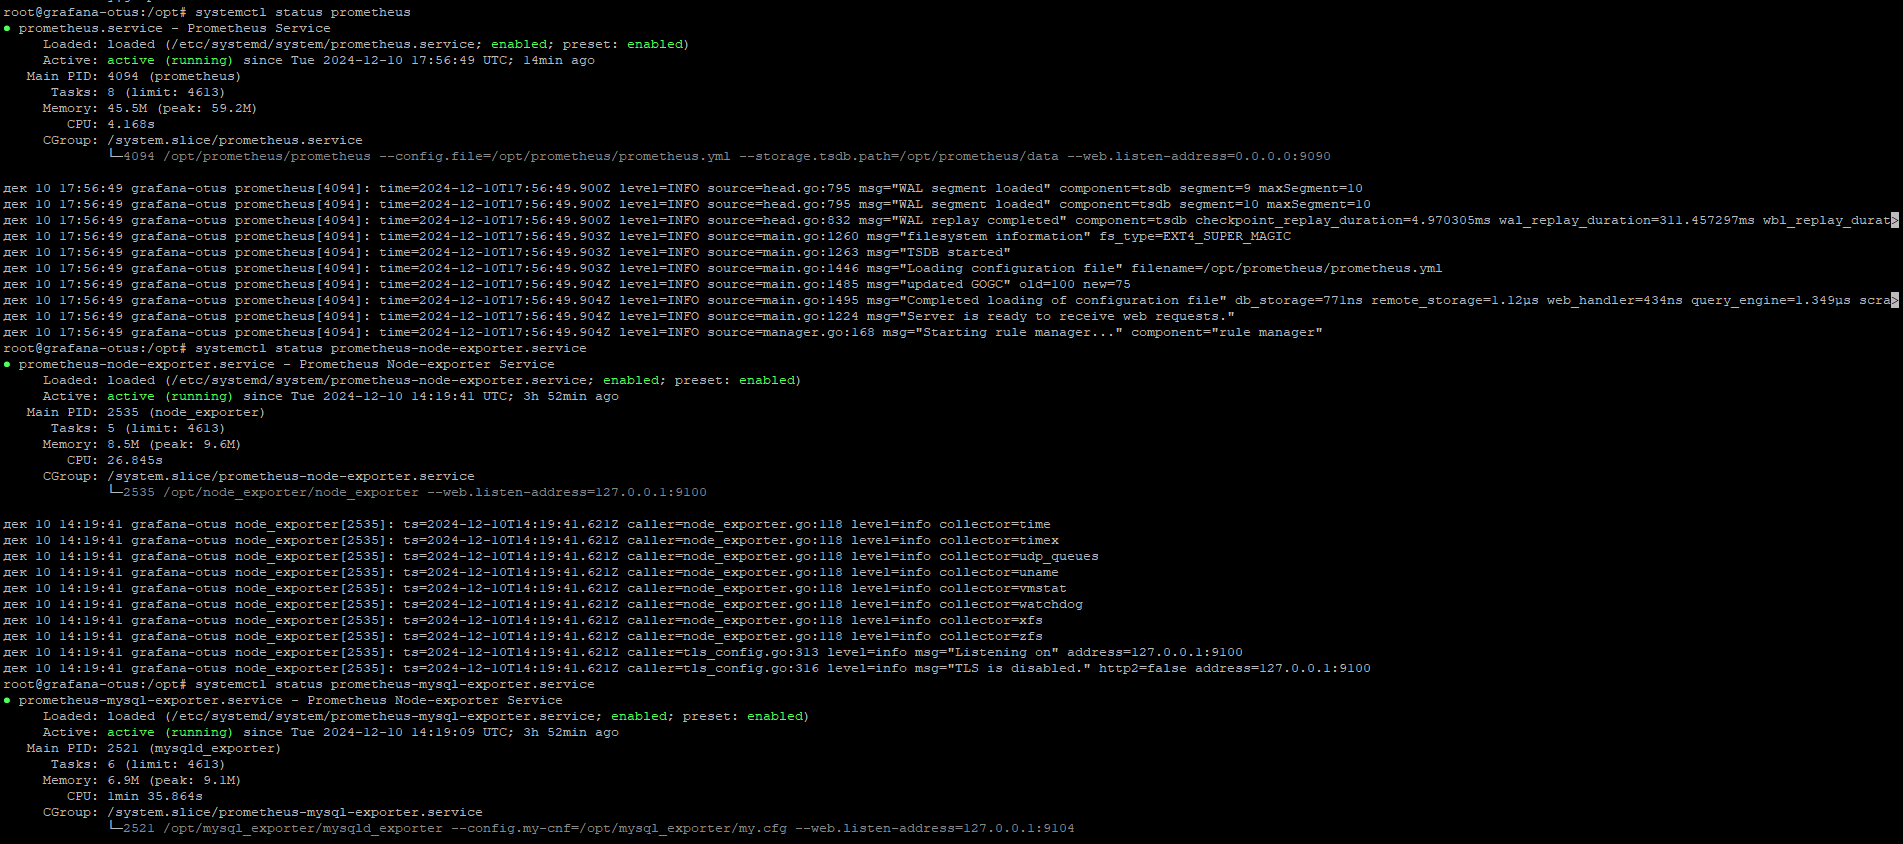 root@grafana-otus:/opt# systemctl status prometheus
● prometheus.service - Prometheus Service
Loaded: loaded (/etc/systemd/system/prometheus.service; enabled; preset: enabled)
Active: active (running) since Tue 2024-12-10 17:56:49 UTC; 14min ago
Main PID: 4094 (prometheus)
Tasks: 8 (limit: 4613)
Memory: 45.5M (peak: 59.2M)
CPU: 4.168s
CGroup: /system.slice/prometheus.service
└─4094 /opt/prometheus/prometheus --config.file=/opt/prometheus/prometheus.yml --storage.tsdb.path=/opt/prometheus/data --web.listen-address=0.0.0.0:9090
дек 10 17:56:49 grafana-otus prometheus[4094]: time=2024-12-10T17:56:49.900Z level=INFO source=head.go:795 msg="WAL segment loaded" component=tsdb segment=9 maxSegment=10
дек 10 17:56:49 grafana-otus prometheus[4094]: time=2024-12-10T17:56:49.900Z level=INFO source=head.go:795 msg="WAL segment loaded" component=tsdb segment=10 maxSegment=10
дек 10 17:56:49 grafana-otus prometheus[4094]: time=2024-12-10T17:56:49.900Z level=INFO source=head.go:832 msg="WAL replay completed" component=tsdb checkpoint_replay_duration=4.970305ms wal_replay_duration=311.457297ms wbl_replay_durat>
дек 10 17:56:49 grafana-otus prometheus[4094]: time=2024-12-10T17:56:49.903Z level=INFO source=main.go:1260 msg="filesystem information" fs_type=EXT4_SUPER_MAGIC
дек 10 17:56:49 grafana-otus prometheus[4094]: time=2024-12-10T17:56:49.903Z level=INFO source=main.go:1263 msg="TSDB started"
дек 10 17:56:49 grafana-otus prometheus[4094]: time=2024-12-10T17:56:49.903Z level=INFO source=main.go:1446 msg="Loading configuration file" filename=/opt/prometheus/prometheus.yml
дек 10 17:56:49 grafana-otus prometheus[4094]: time=2024-12-10T17:56:49.904Z level=INFO source=main.go:1485 msg="updated GOGC" old=100 new=75
дек 10 17:56:49 grafana-otus prometheus[4094]: time=2024-12-10T17:56:49.904Z level=INFO source=main.go:1495 msg="Completed loading of configuration file" db_storage=771ns remote_storage=1.12µs web_handler=434ns query_engine=1.349µs scra>
дек 10 17:56:49 grafana-otus prometheus[4094]: time=2024-12-10T17:56:49.904Z level=INFO source=main.go:1224 msg="Server is ready to receive web requests."
дек 10 17:56:49 grafana-otus prometheus[4094]: time=2024-12-10T17:56:49.904Z level=INFO source=manager.go:168 msg="Starting rule manager..." component="rule manager"
root@grafana-otus:/opt# systemctl status prometheus-node-exporter.service
● prometheus-node-exporter.service - Prometheus Node-exporter Service
Loaded: loaded (/etc/systemd/system/prometheus-node-exporter.service; enabled; preset: enabled)
Active: active (running) since Tue 2024-12-10 14:19:41 UTC; 3h 52min ago
Main PID: 2535 (node_exporter)
Tasks: 5 (limit: 4613)
Memory: 8.5M (peak: 9.6M)
CPU: 26.845s
CGroup: /system.slice/prometheus-node-exporter.service
└─2535 /opt/node_exporter/node_exporter --web.listen-address=127.0.0.1:9100
дек 10 14:19:41 grafana-otus node_exporter[2535]: ts=2024-12-10T14:19:41.621Z caller=node_exporter.go:118 level=info collector=time
дек 10 14:19:41 grafana-otus node_exporter[2535]: ts=2024-12-10T14:19:41.621Z caller=node_exporter.go:118 level=info collector=timex
дек 10 14:19:41 grafana-otus node_exporter[2535]: ts=2024-12-10T14:19:41.621Z caller=node_exporter.go:118 level=info collector=udp_queues
дек 10 14:19:41 grafana-otus node_exporter[2535]: ts=2024-12-10T14:19:41.621Z caller=node_exporter.go:118 level=info collector=uname
дек 10 14:19:41 grafana-otus node_exporter[2535]: ts=2024-12-10T14:19:41.621Z caller=node_exporter.go:118 level=info collector=vmstat
дек 10 14:19:41 grafana-otus node_exporter[2535]: ts=2024-12-10T14:19:41.621Z caller=node_exporter.go:118 level=info collector=watchdog
дек 10 14:19:41 grafana-otus node_exporter[2535]: ts=2024-12-10T14:19:41.621Z caller=node_exporter.go:118 level=info collector=xfs
дек 10 14:19:41 grafana-otus node_exporter[2535]: ts=2024-12-10T14:19:41.621Z caller=node_exporter.go:118 level=info collector=zfs
дек 10 14:19:41 grafana-otus node_exporter[2535]: ts=2024-12-10T14:19:41.621Z caller=tls_config.go:313 level=info msg="Listening on" address=127.0.0.1:9100
дек 10 14:19:41 grafana-otus node_exporter[2535]: ts=2024-12-10T14:19:41.621Z caller=tls_config.go:316 level=info msg="TLS is disabled." http2=false address=127.0.0.1:9100
root@grafana-otus:/opt# systemctl status prometheus-mysql-exporter.service
● prometheus-mysql-exporter.service - Prometheus Node-exporter Service
Loaded: loaded (/etc/systemd/system/prometheus-mysql-exporter.service; enabled; preset: enabled)
Active: active (running) since Tue 2024-12-10 14:19:09 UTC; 3h 52min ago
Main PID: 2521 (mysqld_exporter)
Tasks: 6 (limit: 4613)
Memory: 6.9M (peak: 9.1M)
CPU: 1min 35.864s
CGroup: /system.slice/prometheus-mysql-exporter.service
└─2521 /opt/mysql_exporter/mysqld_exporter --config.my-cnf=/opt/mysql_exporter/my.cfg --web.listen-address=127.0.0.1:9104